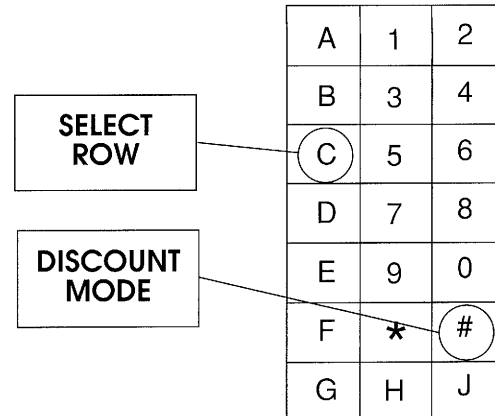 A 1 2
B 3 4
SELECT
ROW
C 5 6
D 7 8
DISCOUNT
MODE
E 9 0
F * #
G H J